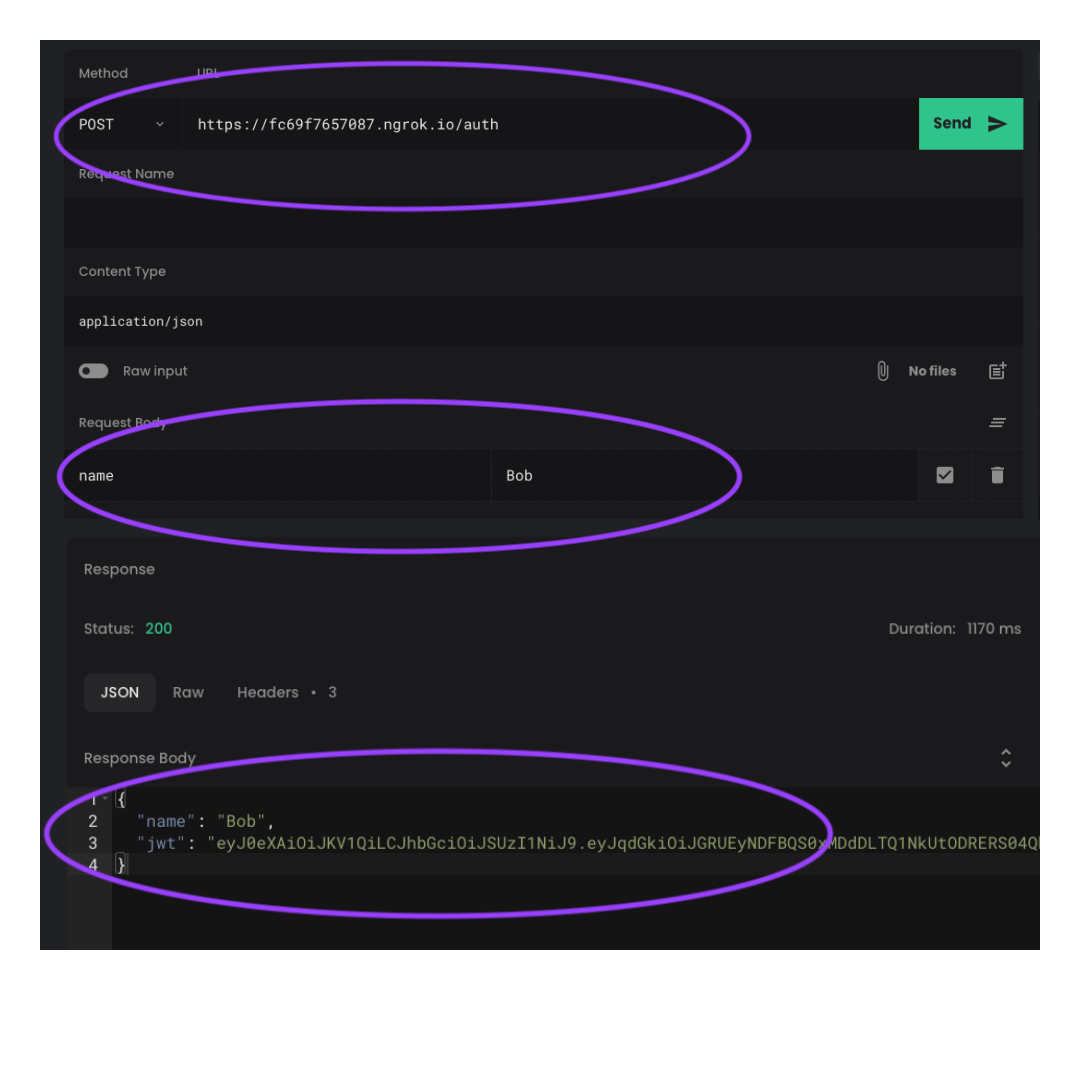 Method URL
POST https://fc69f7657087.ngrok.io/auth Send
Request Name
Content Type
application/json
Raw input No files
Request Body
name Bob
Response
Status: 200 Duration: 1170 ms
JSON Raw Headers • 3
Response Body
1 {
2 "name": "Bob",
3 "jwt": "eyJ0eXAiOiJKV1QiLCJhbGciOiJSUzI1NiJ9.eyJqdGkiOiJGRUEyNDFBQS0xMDdDLTQ1NkUtODRERS04Q
4 }